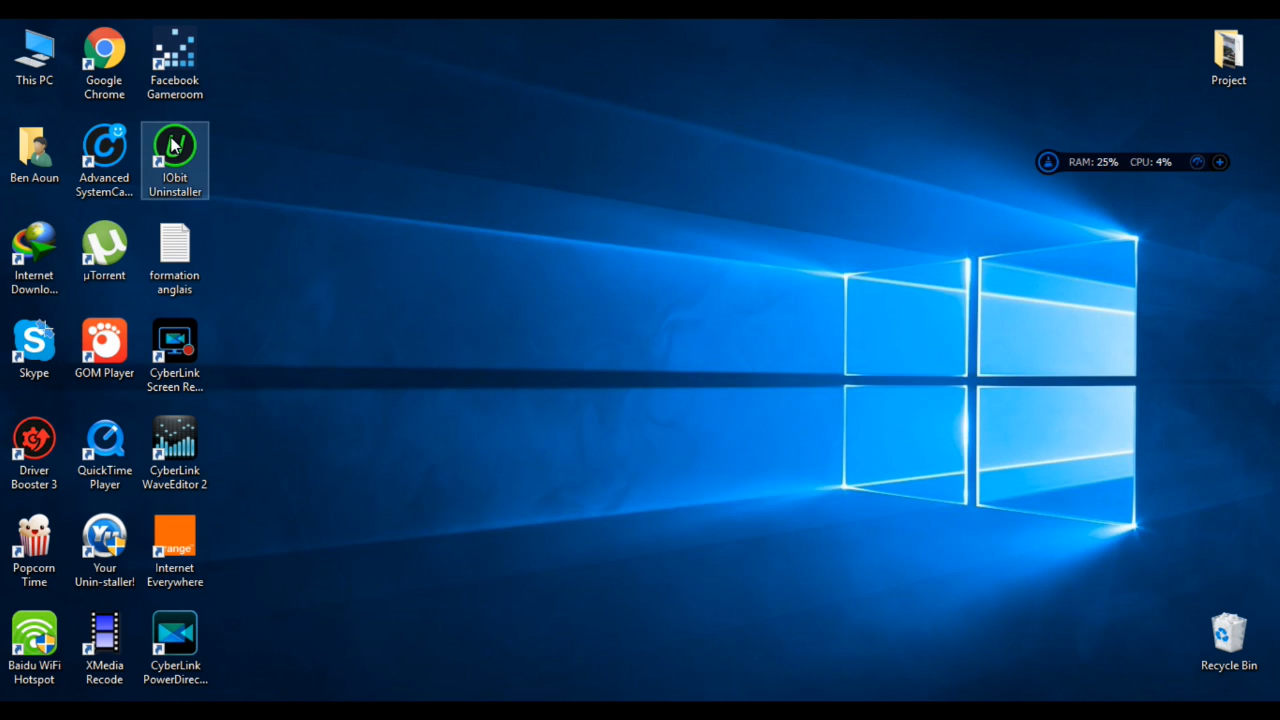 This PC
Google
Chrome
Facebook
Gameroom
Project
Ben Aoun
Advanced
SystemCa...
IObit
Uninstaller
RAM: 25% CPU: 4%
Internet
Downlo...
µTorrent
formation
anglais
Skype
GOM Player
CyberLink
Screen Re...
Driver
Booster 3
QuickTime
Player
CyberLink
WaveEditor 2
Popcorn
Time
Your
Unin-staller!
orange
Internet
Everywhere
Baidu WiFi
Hotspot
XMedia
Recode
CyberLink
PowerDirec...
Recycle Bin